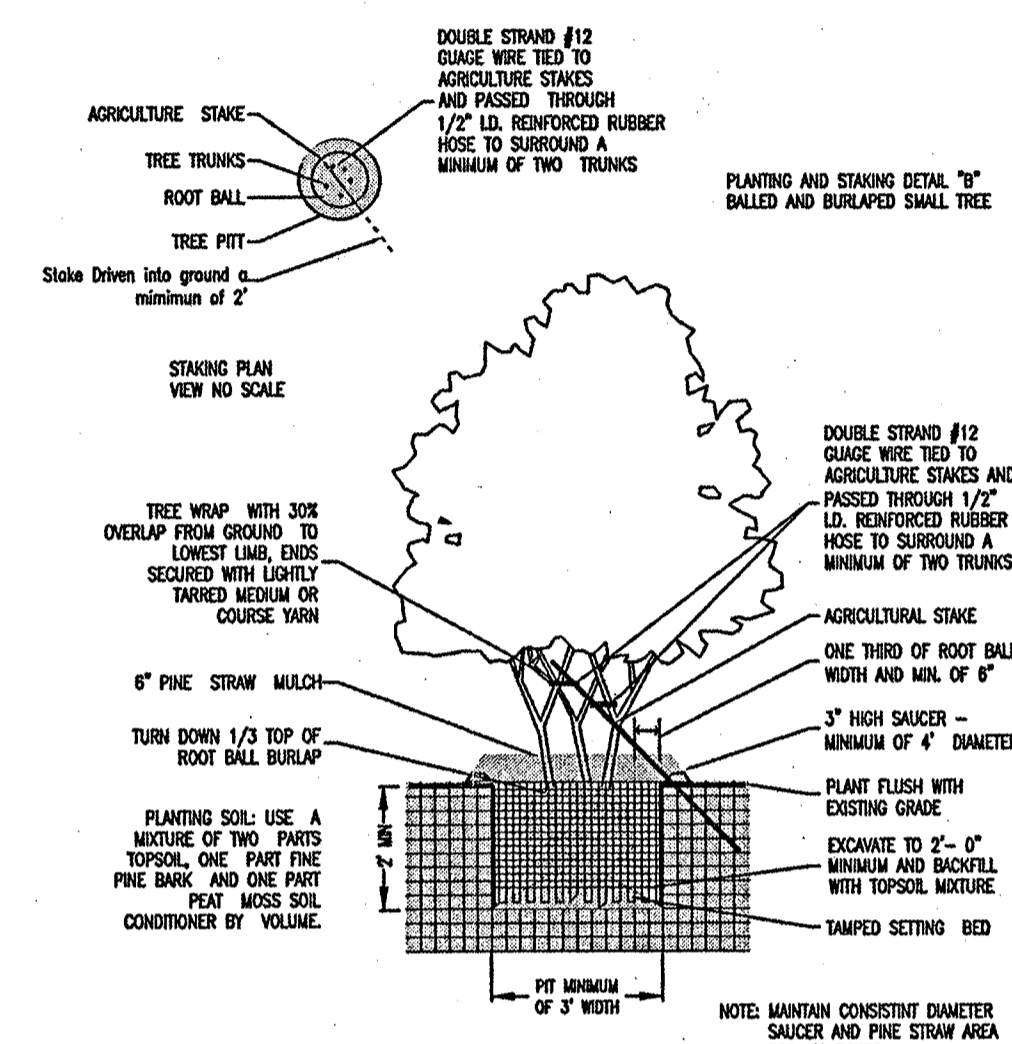 DOUBLE STRAND #12
GUAGE WIRE TIED TO
AGRICULTURE STAKES
AND PASSED THROUGH
1/2" I.D. REINFORCED RUBBER
HOSE TO SURROUND A
MINIMUM OF TWO TRUNKS
AGRICULTURE STAKE
TREE TRUNKS
ROOT BALL
TREE PITT
Stake Driven into ground a
mimimun of 2'
PLANTING AND STAKING DETAIL "B"
BALLED AND BURLAPED SMALL TREE
STAKING PLAN
VIEW NO SCALE
TREE WRAP WITH 30%
OVERLAP FROM GROUND TO
LOWEST LIMB, ENDS
SECURED WITH LIGHTLY
TARRED MEDIUM OR
COURSE YARN
6" PINE STRAW MULCH
TURN DOWN 1/3 TOP OF
ROOT BALL BURLAP
PLANTING SOIL: USE A
MIXTURE OF TWO PARTS
TOPSOIL, ONE PART FINE
PINE BARK AND ONE PART
PEAT MOSS SOIL
CONDITIONER BY VOLUME.
2' MIN
PIT MINIMUM
OF 3' WIDTH
DOUBLE STRAND #12
GUAGE WIRE TIED TO
AGRICULTURE STAKES AND
PASSED THROUGH 1/2"
I.D. REINFORCED RUBBER
HOSE TO SURROUND A
MINIMUM OF TWO TRUNKS
AGRICULTURAL STAKE
ONE THIRD OF ROOT BALL
WIDTH AND MIN. OF 6"
3" HIGH SAUCER -
MINIMUM OF 4' DIAMETER
PLANT FLUSH WITH
EXISTING GRADE
EXCAVATE TO 2'- 0"
MINIMUM AND BACKFILL
WITH TOPSOIL MIXTURE
TAMPED SETTING BED
NOTE: MAINTAIN CONSISTINT DIAMETER
SAUCER AND PINE STRAW AREA